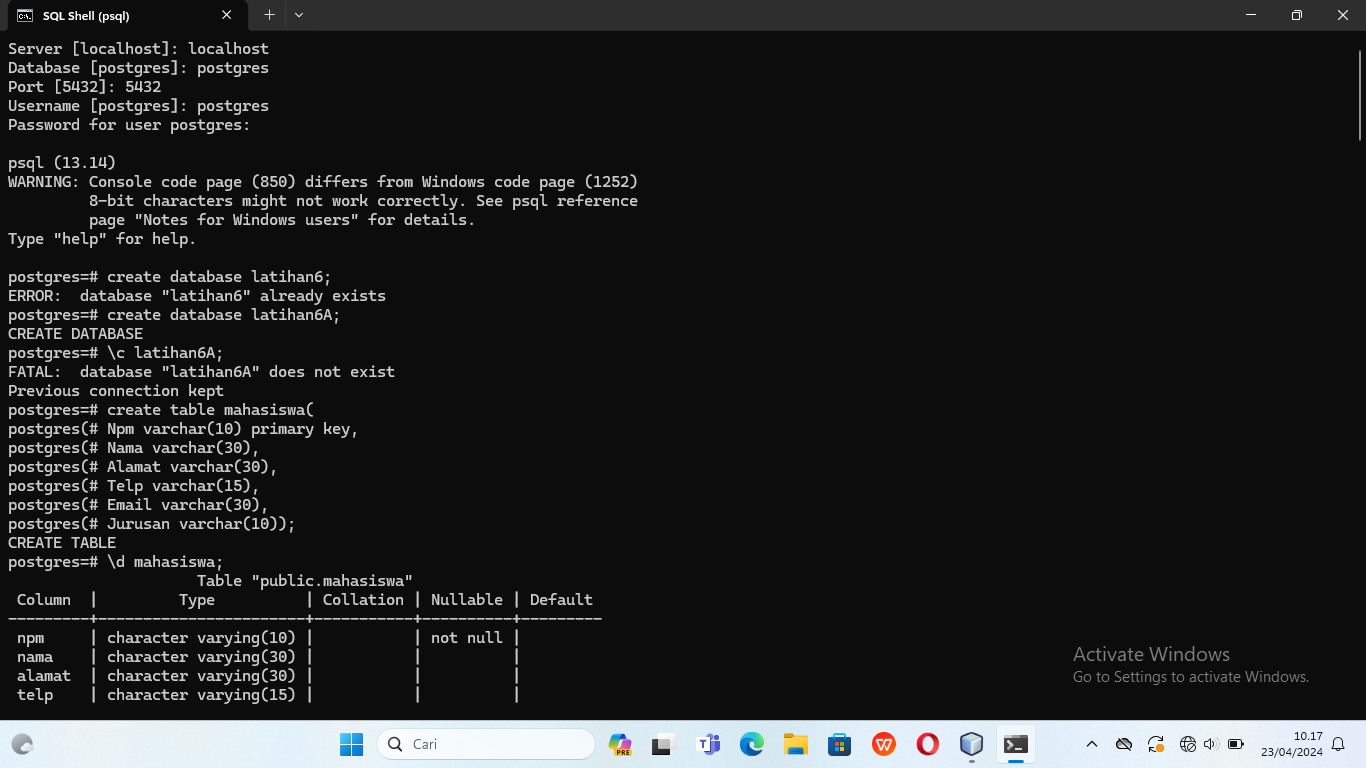 SQL Shell (psql)
Server [localhost]: localhost
Database [postgres]: postgres
Port [5432]: 5432
Username [postgres]: postgres
Password for user postgres:
psql (13.14)
WARNING: Console code page (850) differs from Windows code page (1252)
         8-bit characters might not work correctly. See psql reference
         page "Notes for Windows users" for details.
Type "help" for help.
postgres=# create database latihan6;
ERROR:  database "latihan6" already exists
postgres=# create database latihan6A;
CREATE DATABASE
postgres=# \c latihan6A;
FATAL:  database "latihan6A" does not exist
Previous connection kept
postgres=# create table mahasiswa(
postgres(# Npm varchar(10) primary key,
postgres(# Nama varchar(30),
postgres(# Alamat varchar(30),
postgres(# Telp varchar(15),
postgres(# Email varchar(30),
postgres(# Jurusan varchar(10));
CREATE TABLE
postgres=# \d mahasiswa;
                     Table "public.mahasiswa"
 Column  |         Type          | Collation | Nullable | Default
---------+-----------------------+-----------+----------+---------
 npm     | character varying(10) |           | not null |
 nama    | character varying(30) |           |          |
 alamat  | character varying(30) |           |          |
 telp    | character varying(15) |           |          |
Activate Windows
Go to Settings to activate Windows.
Cari
PRE
10.17
23/04/2024